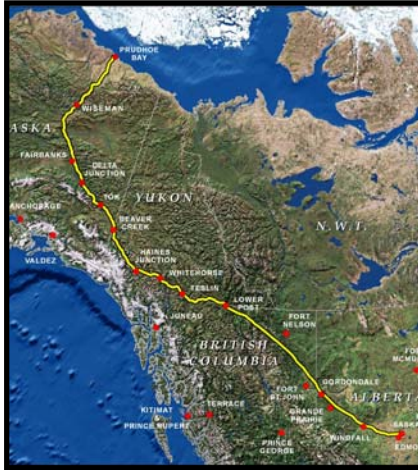 PRUDHOE
BAY
WISEMAN
ASKA
FAIRBANKS
DELTA
JUNCTION
TOK
YUKON
ANCHORAGE
BEAVER
CREEK
N.W.T.
VALDEZ
HAINES
JUNCTION
WHITEHORSE
TESLIN
LOWER
POST
JUNEAU
FORT
NELSON
BRITISH
COLUMBIA
FORT
ST JOHN
GORDONDALE
ALBERTA
GRANDE
PRAIRIE
KITIMAT
TERRACE
PRINCE RUPERT
PRINCE
GEORGE
WINDFALL
EDMO